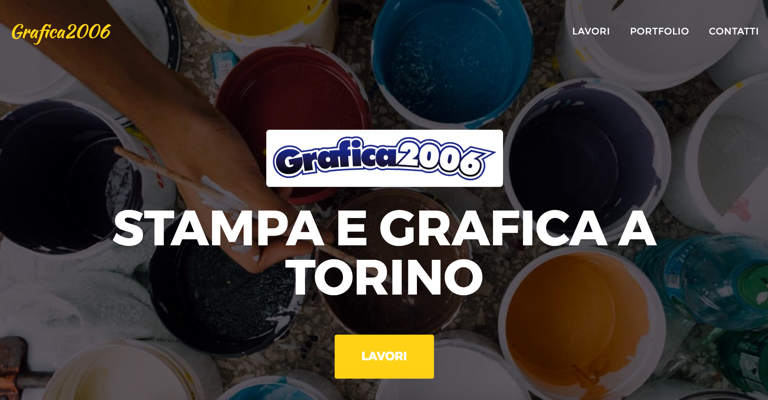 Grafica2006
LAVORI PORTFOLIO CONTATTI
Grafica2006
STAMPA E GRAFICA A
TORINO
LAVORI